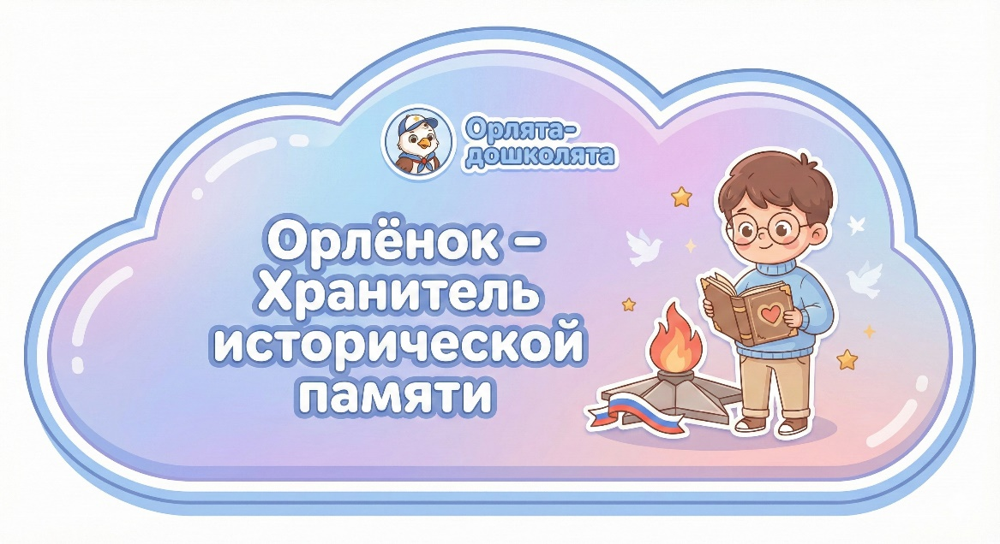 Орлята-
дошколята
Орлёнок –
Хранитель
исторической
памяти